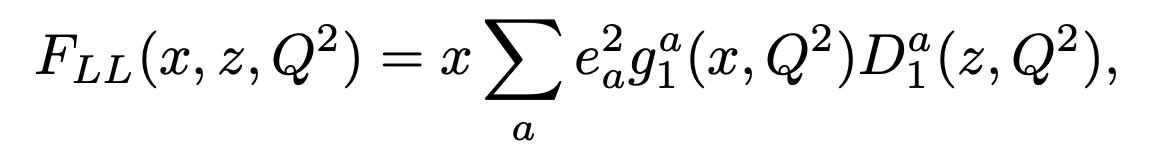 $F_{LL}(x, z, Q^2) = x \sum_a e_a^2 g_1^a(x, Q^2) D_1^a(z, Q^2),$